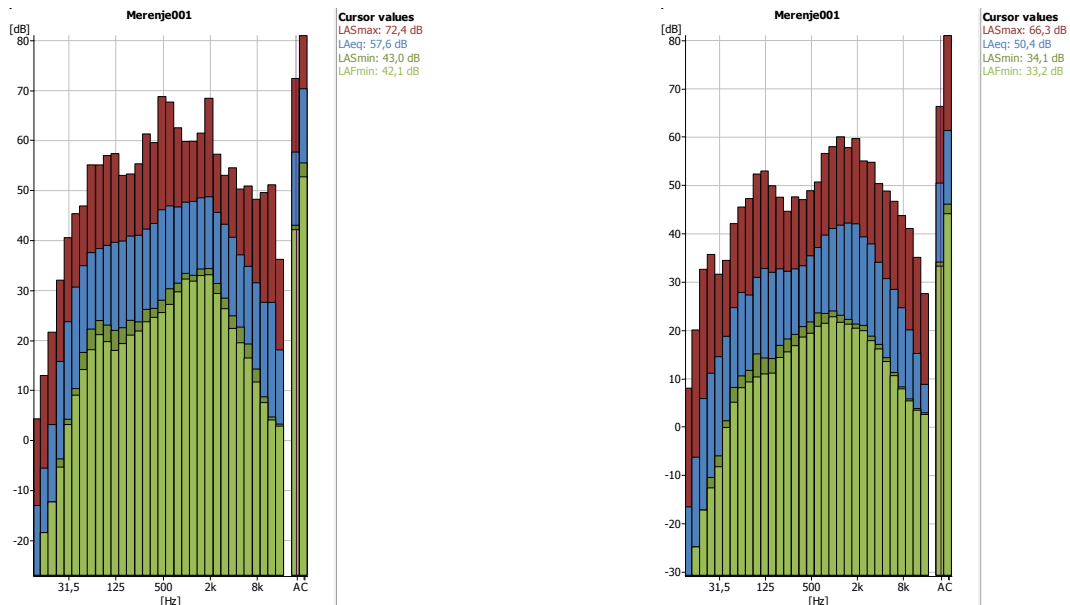 Merenje001
[dB]
80
70
60
50
40
30
20
10
0
-10
-20
31,5 125 500 2k 8k A C
[Hz]
Cursor values
LASmax: 72,4 dB
LAeq: 57,6 dB
LASmin: 43,0 dB
LAFmin: 42,1 dB
Merenje001
[dB]
80
70
60
50
40
30
20
10
0
-10
-20
-30
31,5 125 500 2k 8k A C
[Hz]
Cursor values
LASmax: 66,3 dB
LAeq: 50,4 dB
LASmin: 34,1 dB
LAFmin: 33,2 dB